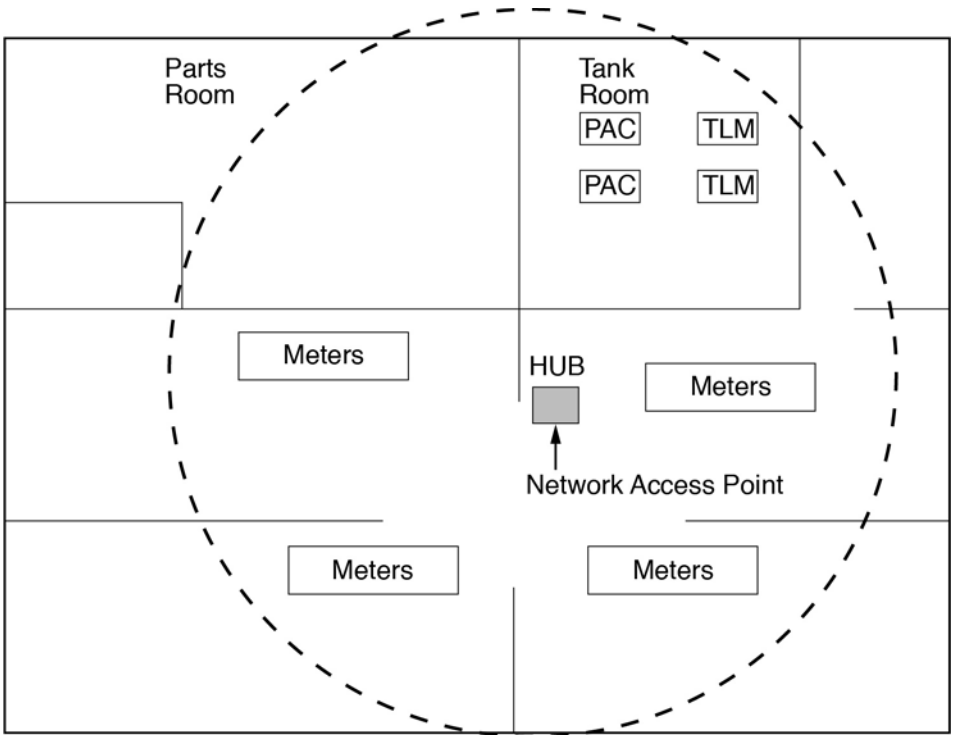 Parts
Room
Tank
Room
PAC
TLM
PAC
TLM
Meters
HUB
Meters
Network Access Point
Meters
Meters